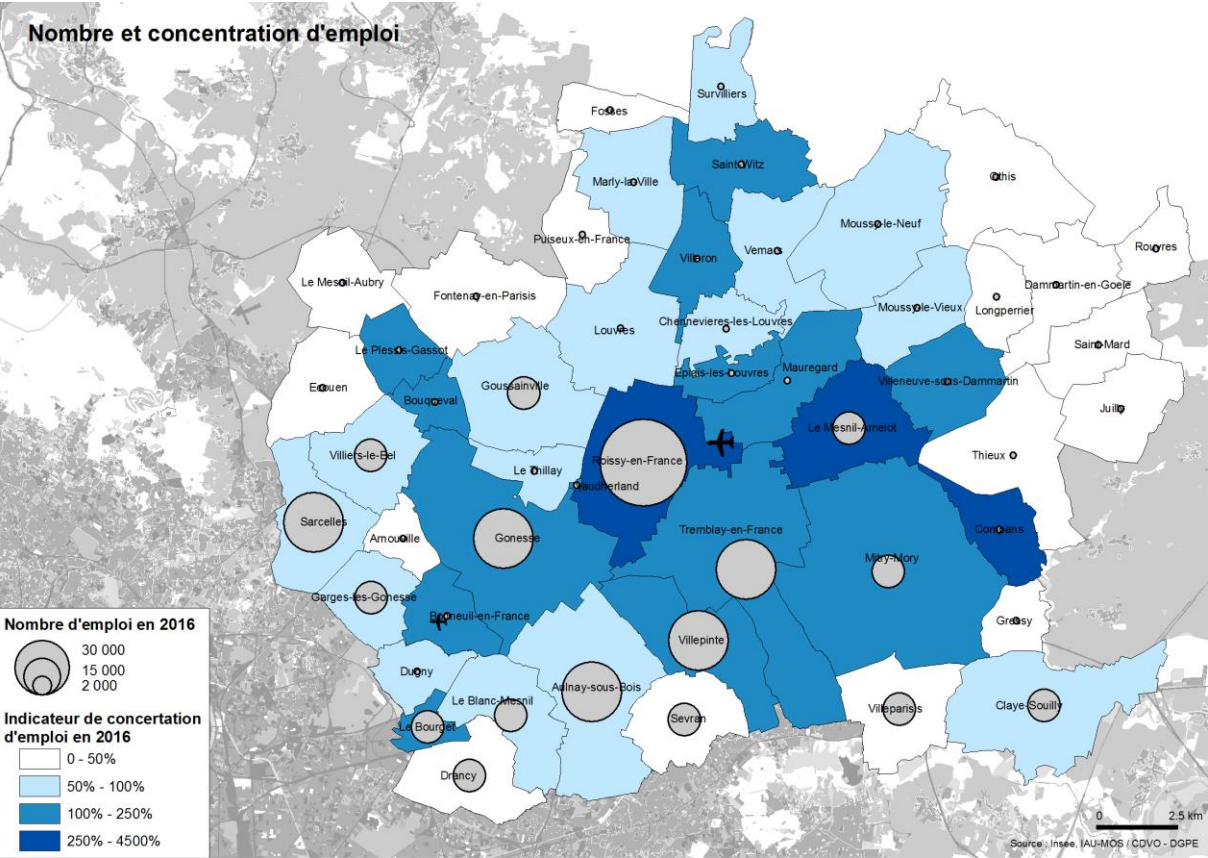 Nombre et concentration d'emploi
Survilliers
Fosses
Saint-Witz
Marly-la-Ville
Othis
Moussy-le-Neuf
Puiseux-en-France
Vemars
Rouvres
Villeron
Le Mesnil-Aubry
Dammartin-en-Goele
Fontenay-en-Parisis
Longperrier
Moussy-le-Vieux
Chennevieres-les-Louvres
Louvres
Saint-Mard
Le Plessis-Gassot
Epiais-les-Louvres
Mauregard
Villeneuve-sous-Dammartin
Ecouen
Goussainville
Bouqueval
Juilly
Le Mesnil-Amelot
Villiers-le-Bel
Thieux
Roissy-en-France
Le Thillay
Vaudherland
Sarcelles
Tremblay-en-France
Compans
Arnouville
Gonesse
Mitry-Mory
Garges-les-Gonesse
Bonneuil-en-France
Gressy
Villepinte
Dugny
Aulnay-sous-Bois
Le Blanc-Mesnil
Claye-Souilly
Villeparisis
Sevran
Le Bourget
Drancy
Nombre d'emploi en 2016
30 000
15 000
2 000
Indicateur de concertation
d'emploi en 2016
0 - 50%
50% - 100%
100% - 250%
250% - 4500%
0 2.5 km
Source : Insee, IAU-MOS / CDVO - DGPE